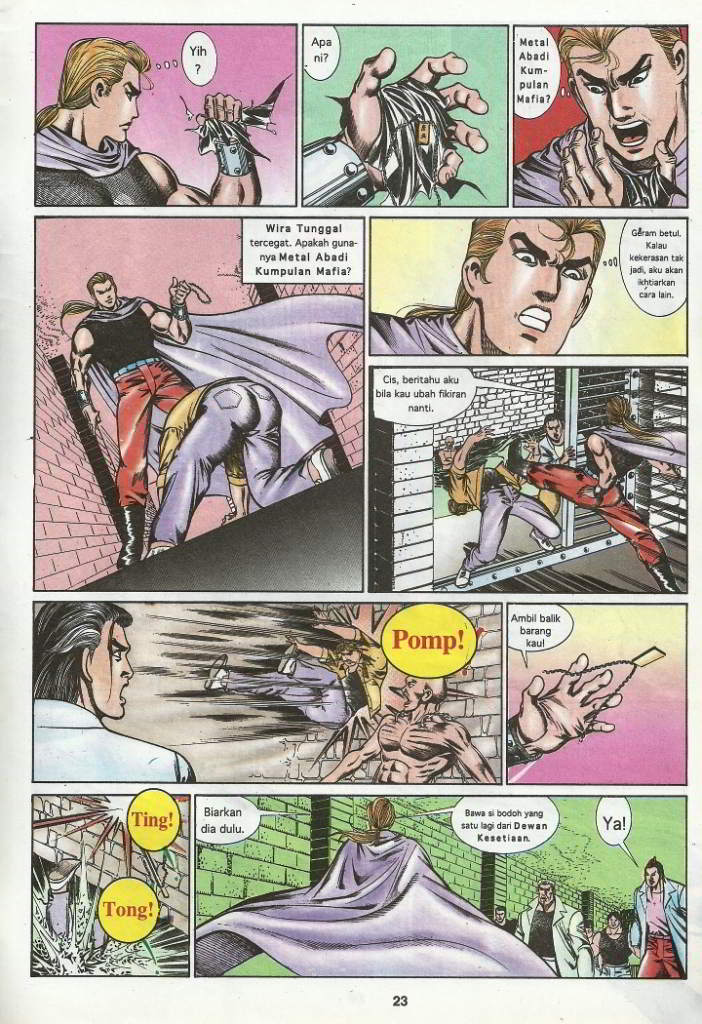 Yih
?
Apa
ni?
Metal
Abadi
Kum-
pulan
Mafia?
Wira Tunggal
tercegat. Apakah guna-
nya Metal Abadi
Kumpulan Mafia?
Geram betul.
Kalau
kekerasan tak
jadi, aku akan
ikhtiarkan
cara lain.
Cis, beritahu aku
bila kau ubah fikiran
nanti.
Pomp!
Ambil balik
barang
kau!
Ting!
Tong!
Biarkan
dia dulu.
Bawa si bodoh yang
satu lagi dari Dewan
Kesetiaan.
Ya!
23